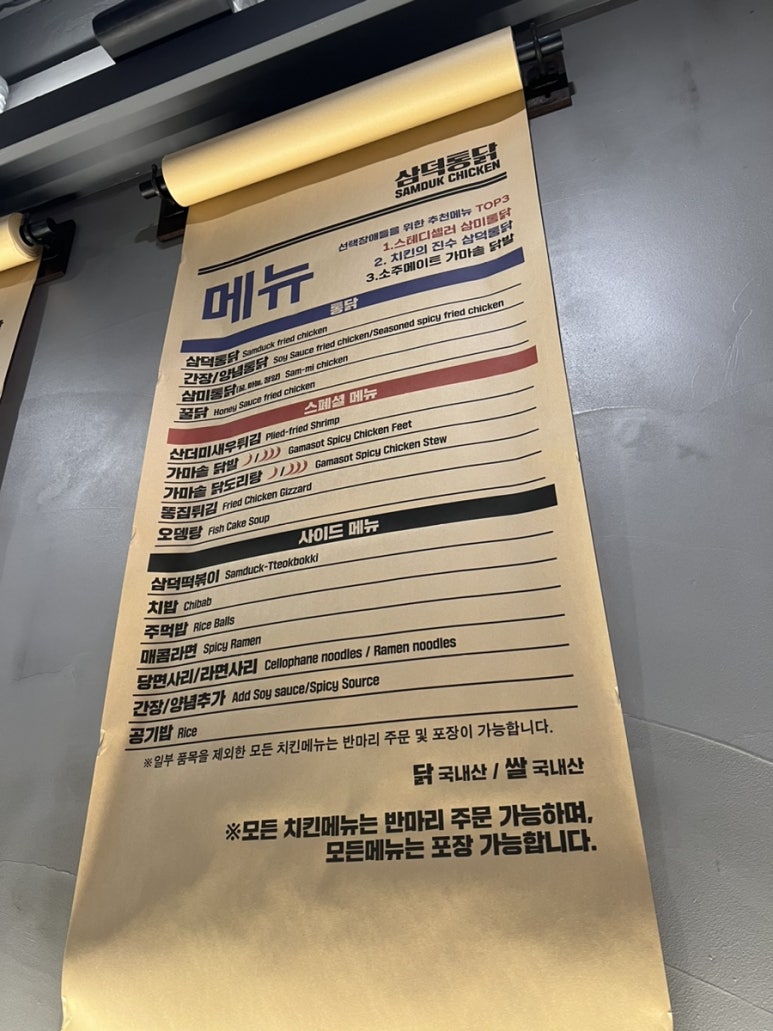 삼덕통닭
SAMDUK CHICKEN
선택장애들을 위한 추천메뉴 TOP3
1.스테디셀러 삼미통닭
2. 치킨의 진수 삼덕통닭
3.소주메이트 가마솥 닭발
메뉴
통닭
삼덕통닭 Samduck fried chicken
간장/양념통닭 Soy Sauce fried chicken/Seasoned spicy fried chicken
삼미통닭(꿀, 마늘, 청양) Sam-mi chicken
꿀닭 Honey Sauce fried chicken
스페셜 메뉴
산더미새우튀김 Plied-fried Shrimp
가마솥 닭발 / Gamasot Spicy Chicken Feet
가마솥 닭도리탕 / Gamasot Spicy Chicken Stew
똥집튀김 Fried Chicken Gizzard
오뎅탕 Fish Cake Soup
사이드 메뉴
삼덕떡볶이 Samduck-Tteokbokki
치밥 Chibab
주먹밥 Rice Balls
매콤라면 Spicy Ramen
당면사리/라면사리 Cellophane noodles / Ramen noodles
간장/양념추가 Add Soy sauce/Spicy Source
공기밥 Rice
※일부 품목을 제외한 모든 치킨메뉴는 반마리 주문 및 포장이 가능합니다.
닭 국내산 / 쌀 국내산
※모든 치킨메뉴는 반마리 주문 가능하며,
모든메뉴는 포장 가능합니다.